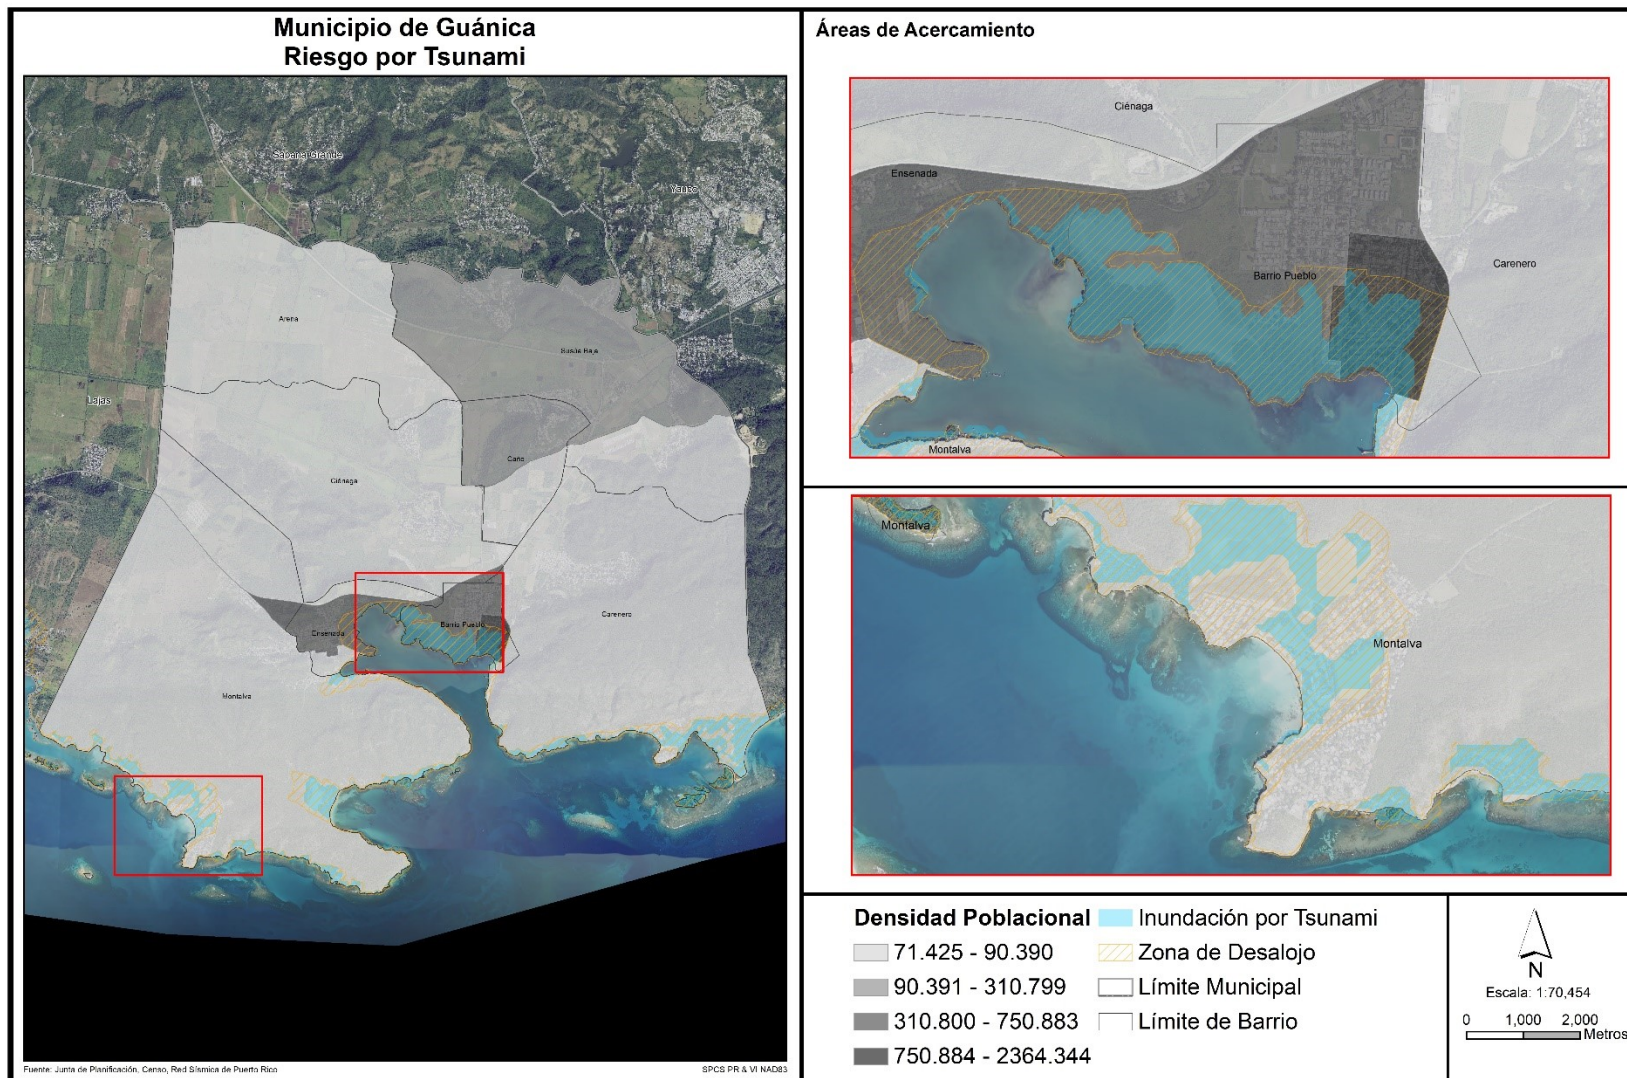 Municipio de Guánica
Riesgo por Tsunami
Sabana Grande
Yauco
Arena
Susúa Baja
Lajas
Caño
Ciénaga
Carenero
Barrio Pueblo
Ensenada
Montalva
Fuente: Junta de Planificación, Censo, Red Sísmica de Puerto Rico
SPCS PR & VI NAD83
Áreas de Acercamiento
Ciénaga
Ensenada
Carenero
Barrio Pueblo
Montalva
Montalva
Montalva
Densidad Poblacional
71.425 - 90.390
90.391 - 310.799
310.800 - 750.883
750.884 - 2364.344
Inundación por Tsunami
Zona de Desalojo
Límite Municipal
Límite de Barrio
N
Escala: 1:70,454
0 1,000 2,000
Metros